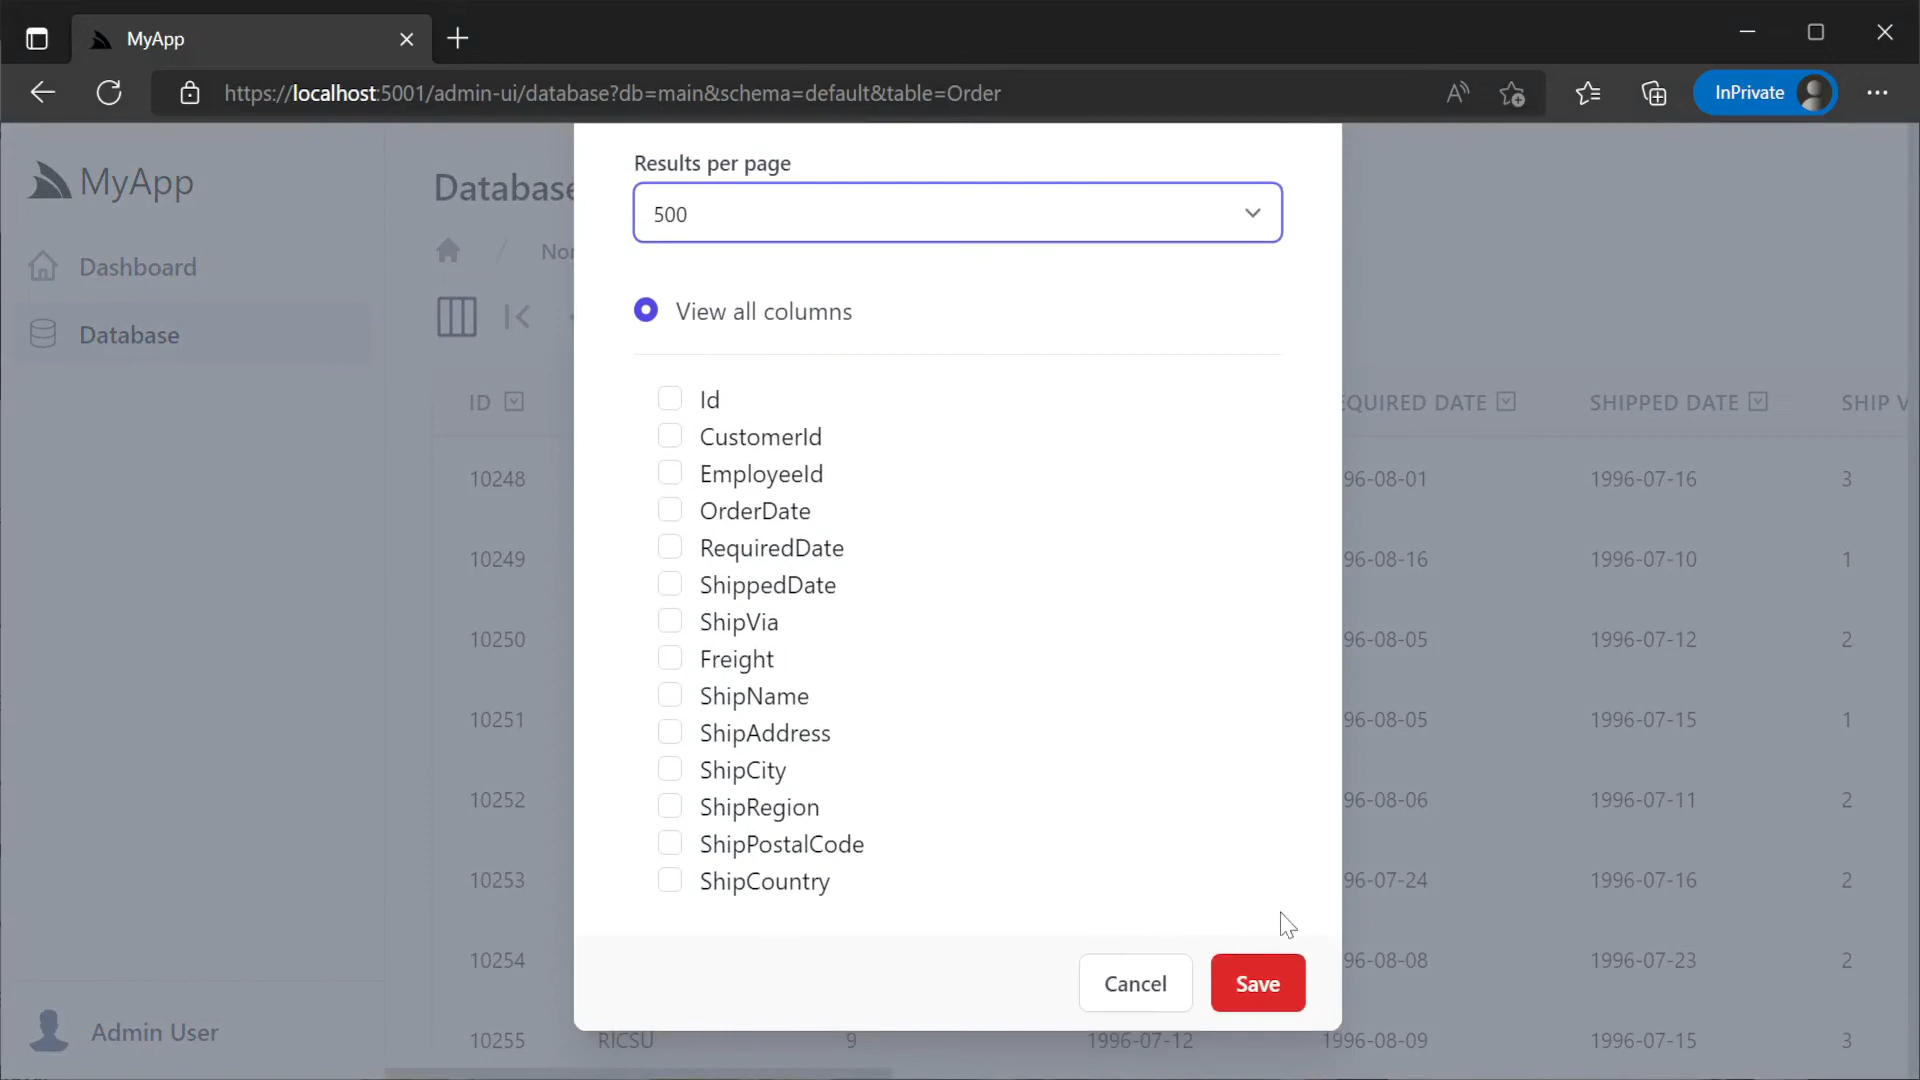 MyApp
https://localhost:5001/admin-ui/database?db=main&schema=default&table=Order
InPrivate
MyApp
Dashboard
Database
Admin User
Database
Results per page
500
View all columns
Id
CustomerId
EmployeeId
OrderDate
RequiredDate
ShippedDate
ShipVia
Freight
ShipName
ShipAddress
ShipCity
ShipRegion
ShipPostalCode
ShipCountry
Cancel Save
ID QUIRED DATE SHIPPED DATE SHIP V
10248 96-08-01 1996-07-16 3
10249 96-08-16 1996-07-10 1
10250 96-08-05 1996-07-12 2
10251 96-08-05 1996-07-15 1
10252 96-08-06 1996-07-11 2
10253 96-07-24 1996-07-16 2
10254 96-08-08 1996-07-23 2
10255 RICSU 9 1996-07-12 1996-08-09 1996-07-15 3